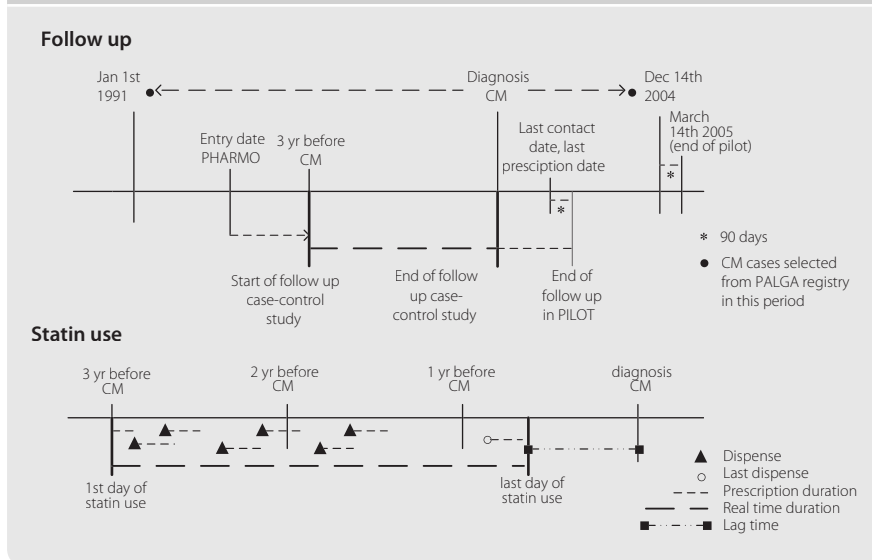 Follow up
Jan 1st
1991
Diagnosis
CM
Dec 14th
2004
March
14th 2005
(end of pilot)
Entry date
PHARMO
3 yr before
CM
Last contact
date, last
presciption date
*
*
* 90 days
CM cases selected
from PALGA registry
in this period
Start of follow up
case-control
study
End of follow
up case-
control study
End of
follow up
in PILOT
Statin use
3 yr before
CM
2 yr before
CM
1 yr before
CM
diagnosis
CM
1st day of
statin use
last day of
statin use
Dispense
Last dispense
Prescription duration
Real time duration
Lag time